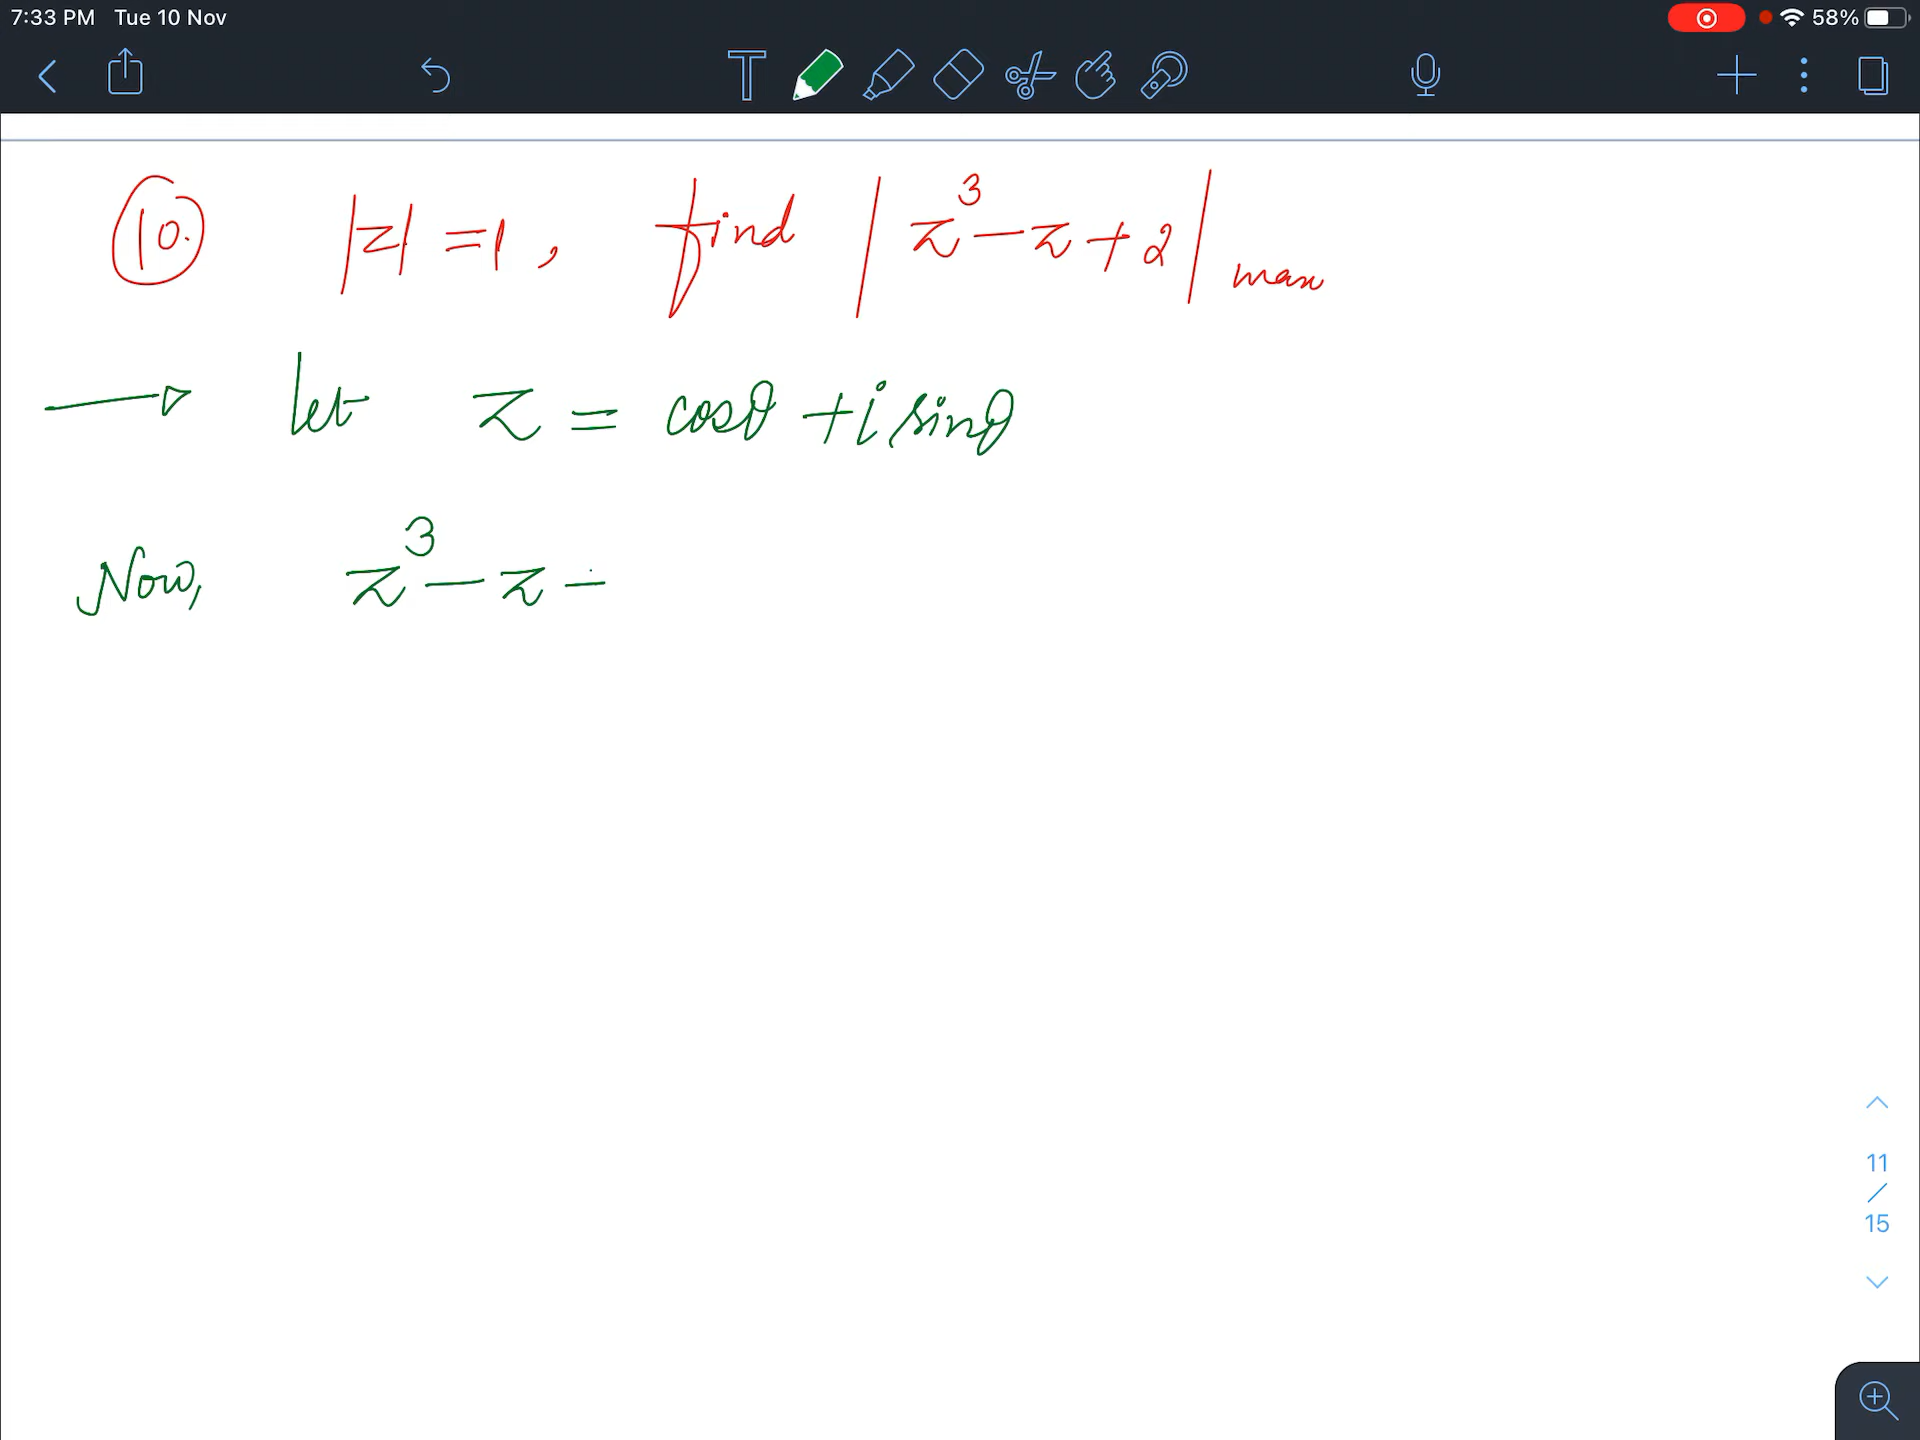 7:33 PM Tue 10 Nov 58%
T
10. |z| = 1, find |z³ - z + 2| max
let z = cosθ + i sinθ
Now, z³ - z -
11
/
15